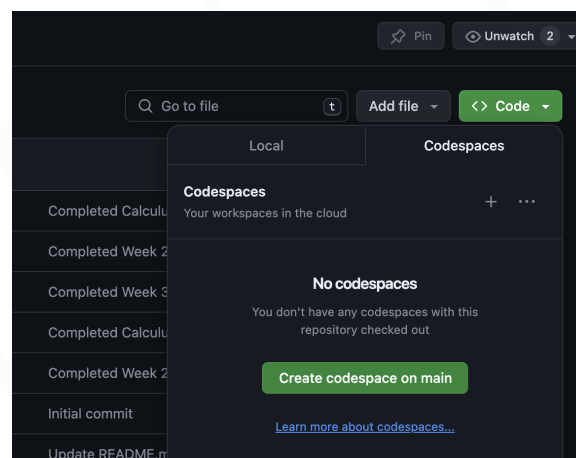 Pin
Unwatch 2
Go to file
t
Add file
Code
Local
Codespaces
Codespaces
Your workspaces in the cloud
No codespaces
You don't have any codespaces with this
repository checked out
Create codespace on main
Learn more about codespaces...
Completed Calculu
Completed Week 2
Completed Week 3
Completed Calculu
Completed Week 2
Initial commit
Update README.m